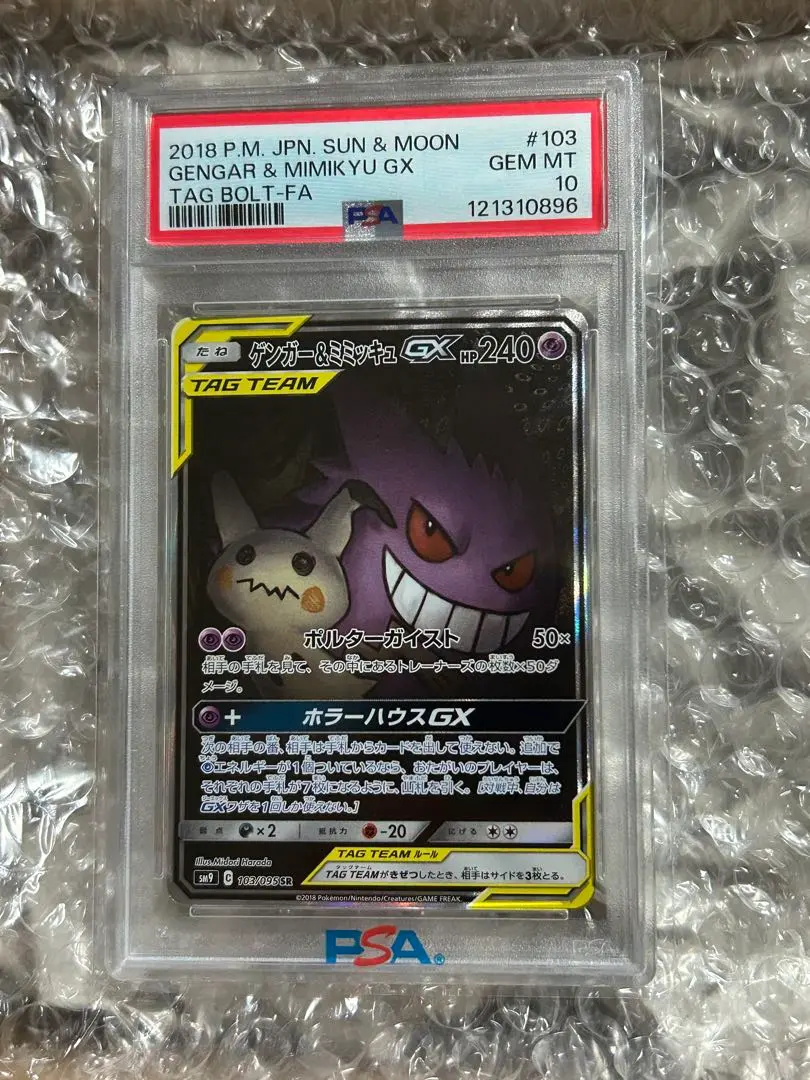 2018 P.M. JPN. SUN & MOON #103
GENGAR & MIMIKYU GX GEM MT
TAG BOLT-FA 10
PSA 121310896
たね ゲンガー&ミミッキュGX HP240
TAG TEAM
ポルターガイスト 50×
相手の手札を見て、その中にあるトレーナーズの枚数×50ダ
メージ。
+ ホラーハウスGX
次の相手の番、相手は手札からカードを出して使えない。追加で
エネルギーが1個ついているなら、おたがいのプレイヤーは、
それぞれの手札が7枚になるように、山札を引く。[対戦中、自分は
GXワザを1回しか使えない。]
弱点 ×2 抵抗力 -20 にげる
TAG TEAM ルール
TAG TEAMがきぜつしたとき、相手はサイドを3枚とる。
Illus.Midori Harada
SM9 C 103/095 SR
©2018 Pokémon/Nintendo/Creatures/GAME FREAK.
PSA®